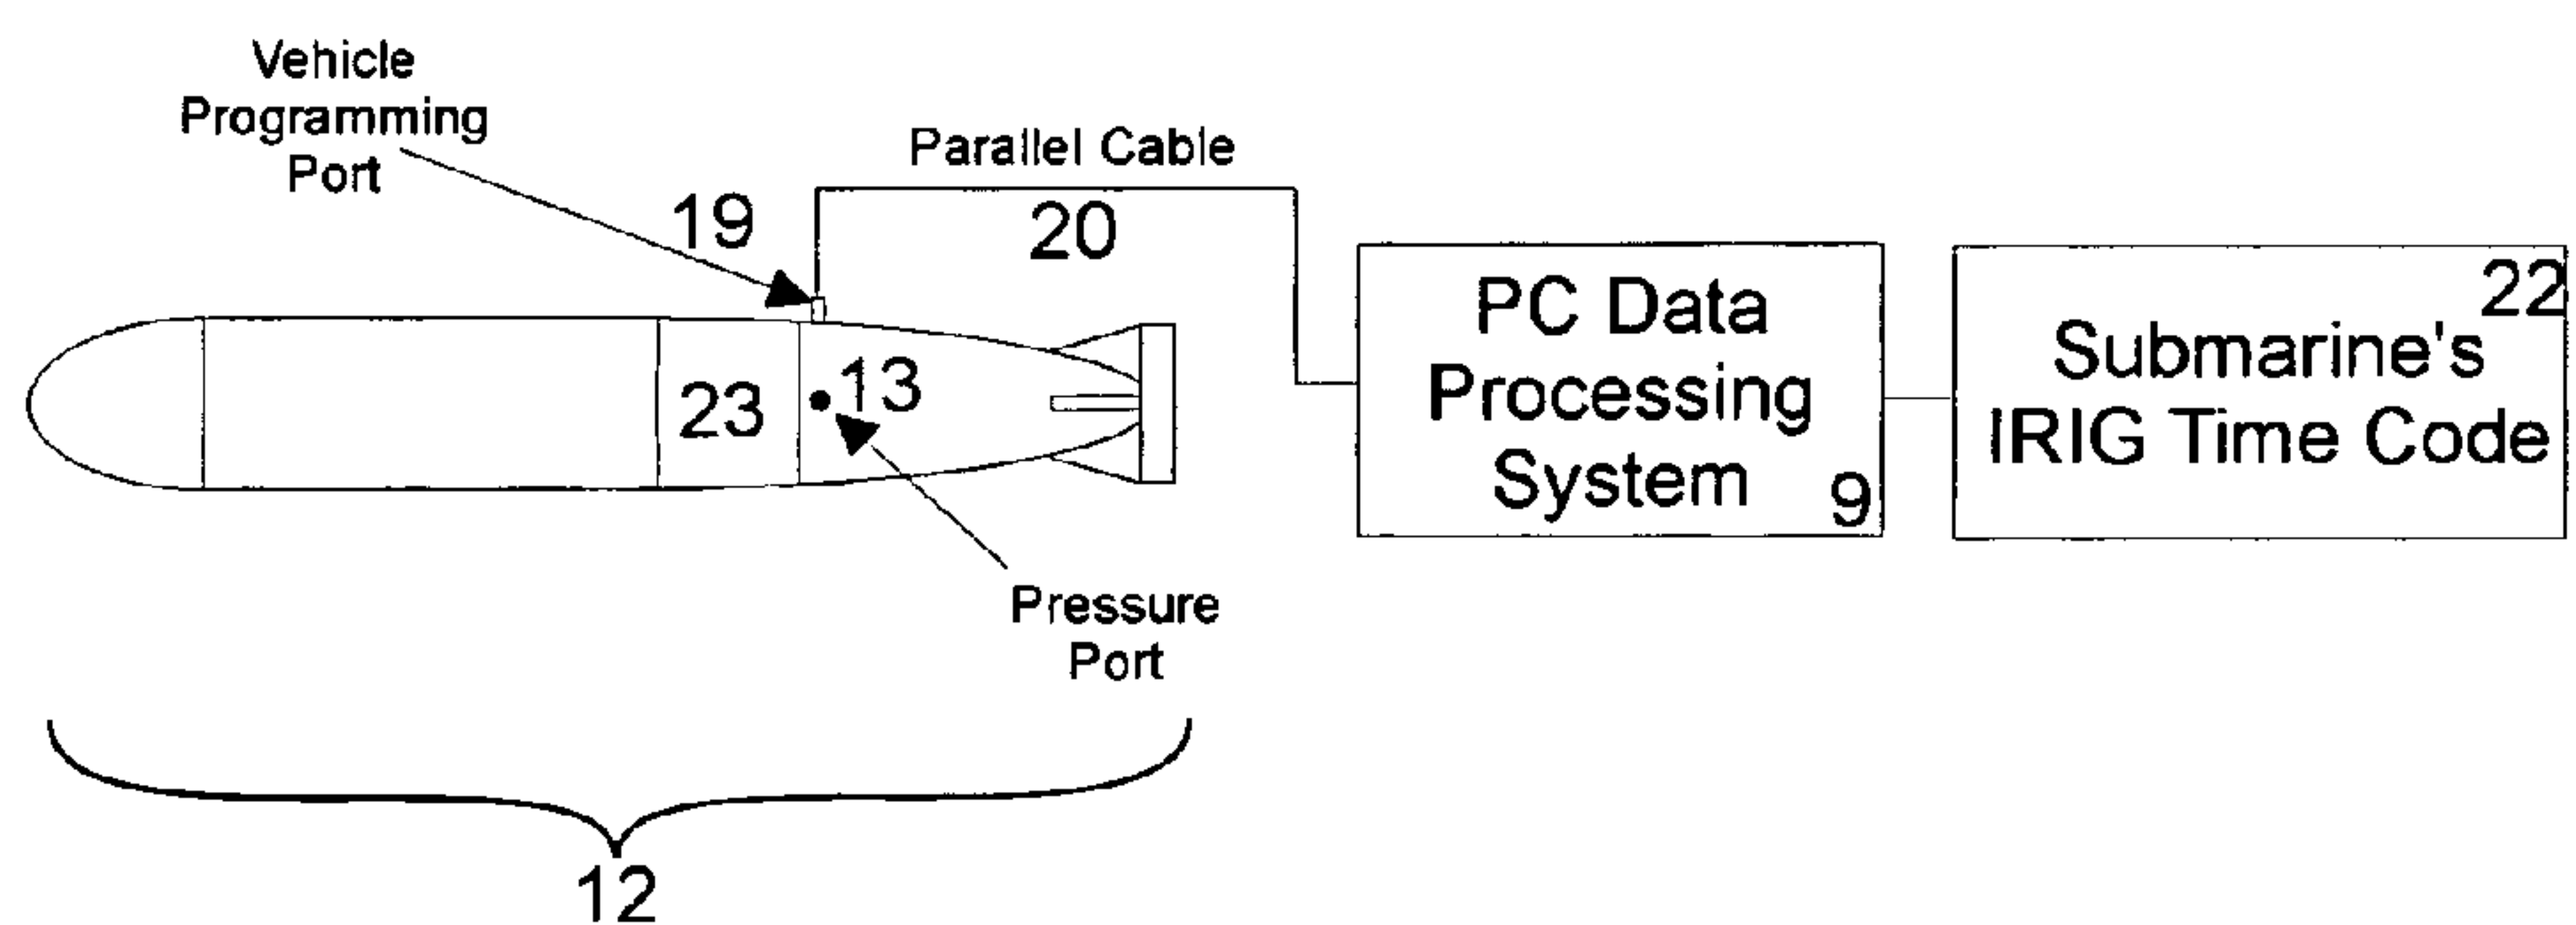 Vehicle
Programming
Port
19
Parallel Cable
20
23
13
Pressure
Port
12
PC Data
Processing
System
9
22
Submarine's
IRIG Time Code